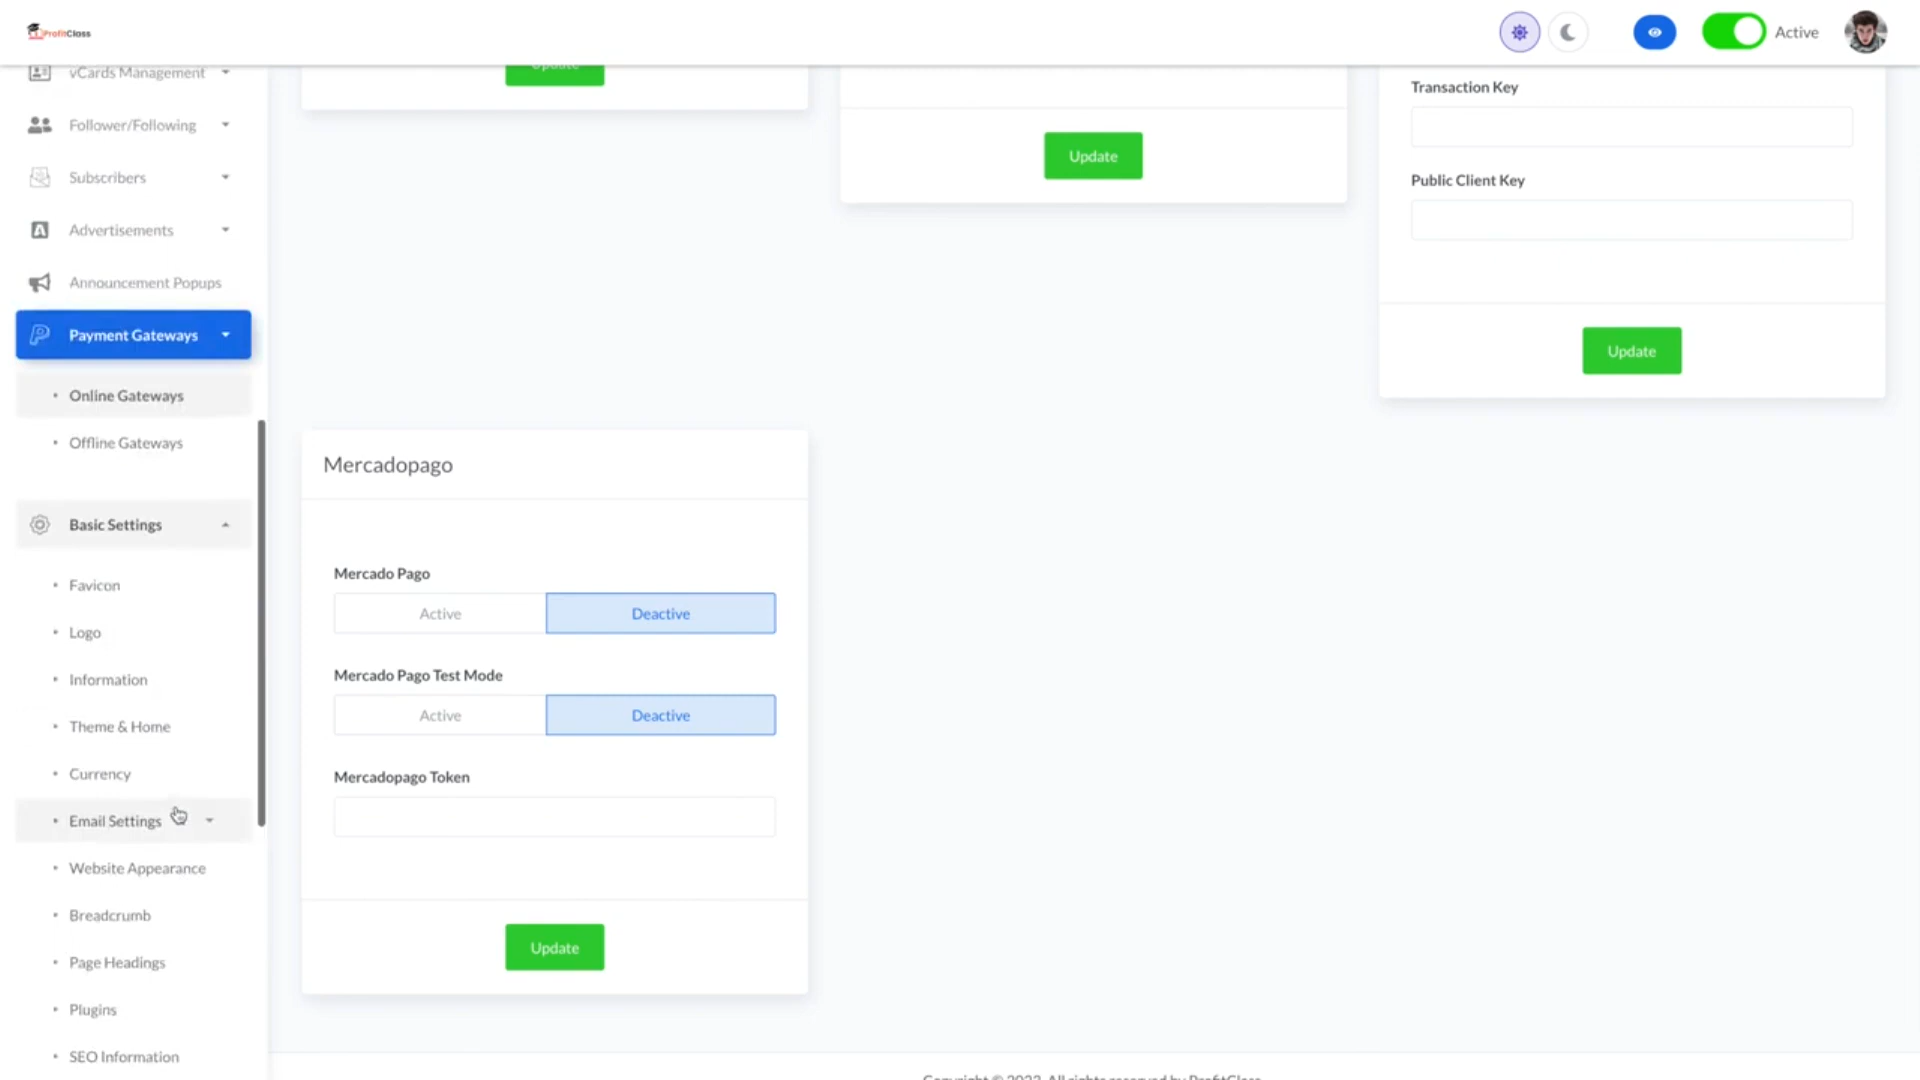 ProfitClass
Active
vCards Management
Follower/Following
Subscribers
Advertisements
Announcement Popups
Payment Gateways
Online Gateways
Offline Gateways
Basic Settings
Favicon
Logo
Information
Theme & Home
Currency
Email Settings
Website Appearance
Breadcrumb
Page Headings
Plugins
SEO Information
Update
Update
Transaction Key
Public Client Key
Update
Mercadopago
Mercado Pago
Active Deactive
Mercado Pago Test Mode
Active Deactive
Mercadopago Token
Update
Copyright © 2023. All rights reserved by ProfitClass.